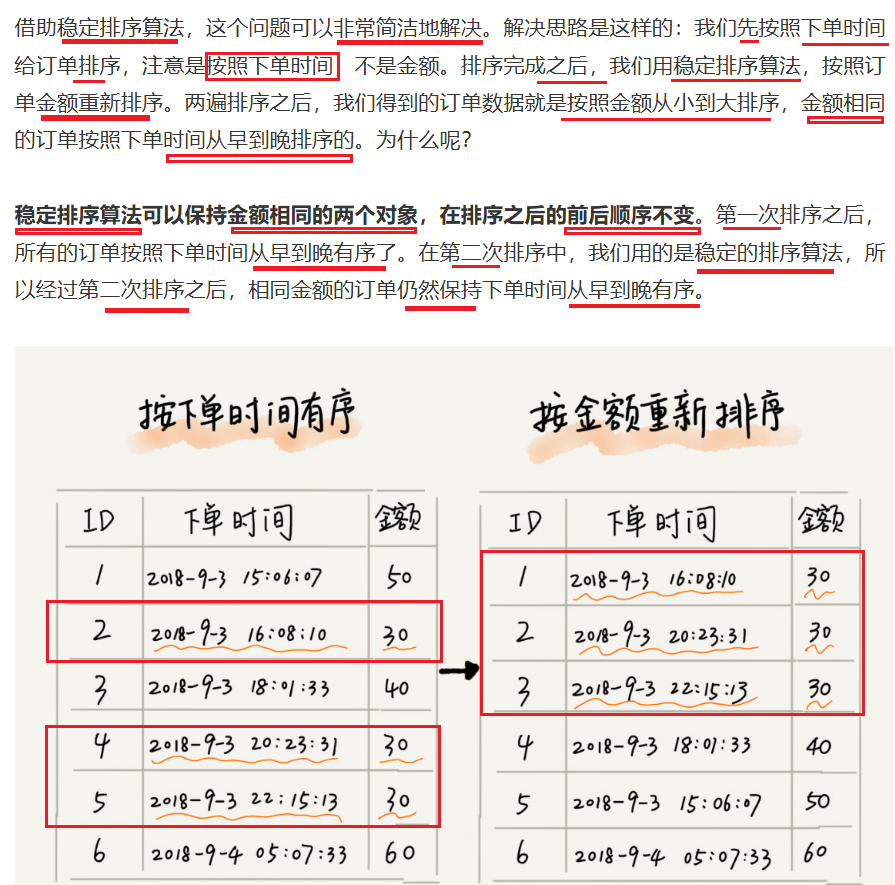 借助稳定排序算法，这个问题可以非常简洁地解决。解决思路是这样的：我们先按照下单时间
给订单排序，注意是按照下单时间，不是金额。排序完成之后，我们用稳定排序算法，按照订
单金额重新排序。两遍排序之后，我们得到的订单数据就是按照金额从小到大排序，金额相同
的订单按照下单时间从早到晚排序的。为什么呢？
稳定排序算法可以保持金额相同的两个对象，在排序之后的前后顺序不变。第一次排序之后，
所有的订单按照下单时间从早到晚有序了。在第二次排序中，我们用的是稳定的排序算法，所
以经过第二次排序之后，相同金额的订单仍然保持下单时间从早到晚有序。
按下单时间有序
ID 下单时间 金额
1 2018-9-3 15:06:07 50
2 2018-9-3 16:08:10 30
3 2018-9-3 18:01:33 40
4 2018-9-3 20:23:31 30
5 2018-9-3 22:15:13 30
6 2018-9-4 05:07:33 60
按金额重新排序
ID 下单时间 金额
1 2018-9-3 16:08:10 30
2 2018-9-3 20:23:31 30
3 2018-9-3 22:15:13 30
4 2018-9-3 18:01:33 40
5 2018-9-3 15:06:07 50
6 2018-9-4 05:07:33 60